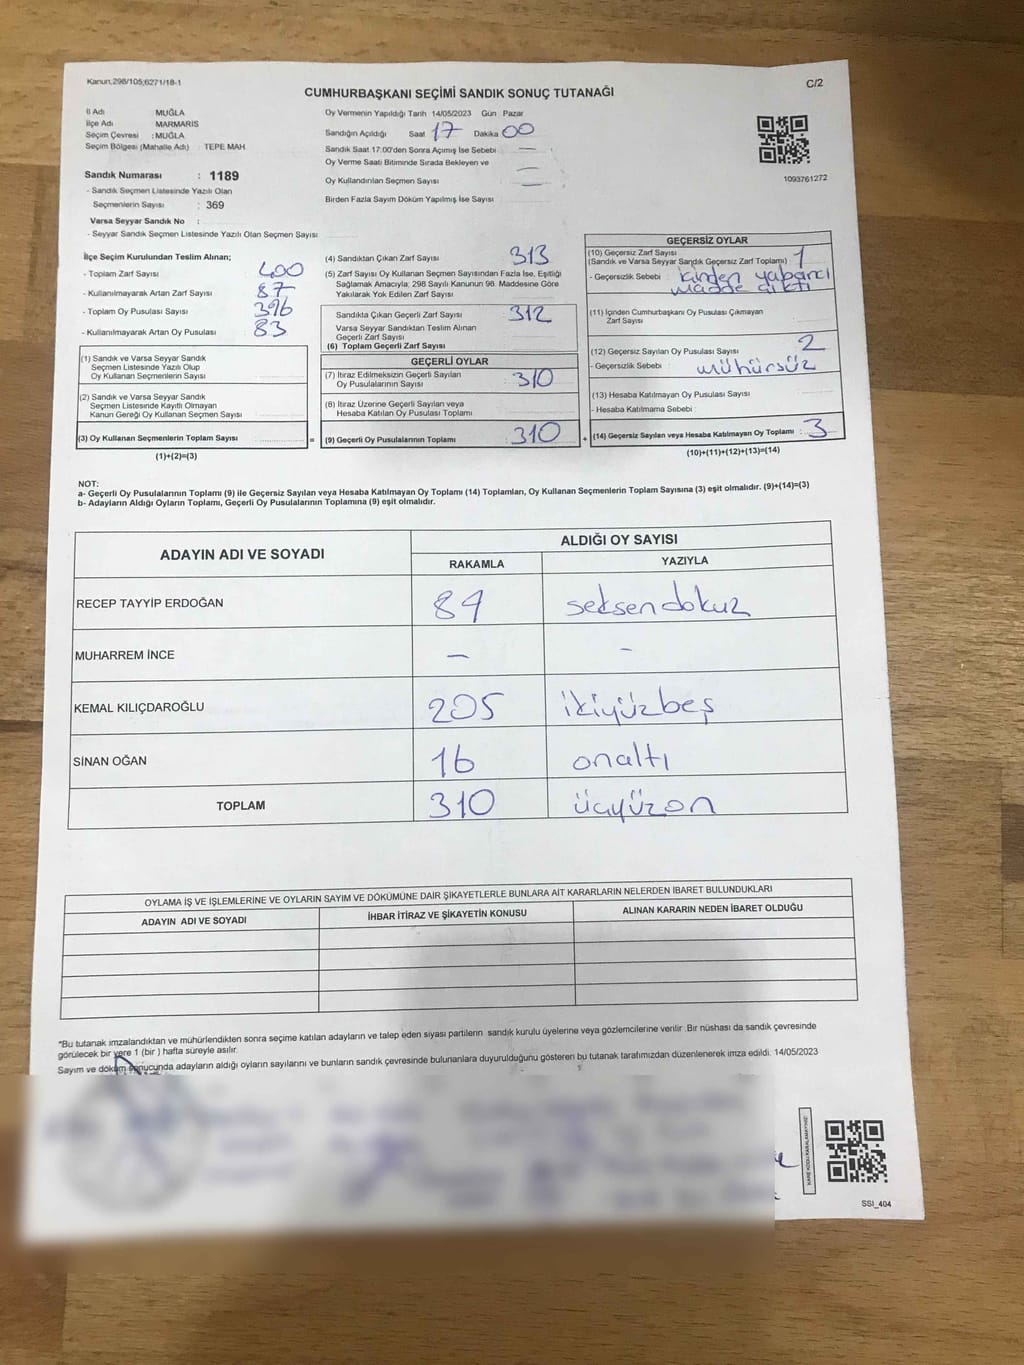 Kanun,298/105;6271/18-1
C/2
CUMHURBAŞKANI SEÇİMİ SANDIK SONUÇ TUTANAĞI
İl Adı MUĞLA
İlçe Adı MARMARİS
Seçim Çevresi : MUĞLA
Seçim Bölgesi (Mahalle Adı) : TEPE MAH.
Sandık Numarası : 1189
- Sandık Seçmen Listesinde Yazılı Olan
Seçmenlerin Sayısı : 369
Varsa Seyyar Sandık No :
- Seyyar Sandık Seçmen Listesinde Yazılı Olan Seçmen Sayısı :
Oy Vermenin Yapıldığı Tarih 14/05/2023 Gün Pazar
Sandığın Açıldığı Saat 17 Dakika 00
Sandık Saat 17:00'den Sonra Açımış İse Sebebi —
Oy Verme Saati Bitiminde Sırada Bekleyen ve
Oy Kullandırılan Seçmen Sayısı —
Birden Fazla Sayım Döküm Yapılmış İse Sayısı
1093761272
İlçe Seçim Kurulundan Teslim Alınan;
- Toplam Zarf Sayısı 400
- Kullanılmayarak Artan Zarf Sayısı 87
- Toplam Oy Pusulası Sayısı 396
- Kullanılmayarak Artan Oy Pusulası 83
(1) Sandık ve Varsa Seyyar Sandık
Seçmen Listesinde Yazılı Olup
Oy Kullanan Seçmenlerin Sayısı
(2) Sandık ve Varsa Seyyar Sandık
Seçmen Listesinde Kayıtlı Olmayan
Kanun Gereği Oy Kullanan Seçmen Sayısı
(3) Oy Kullanan Seçmenlerin Toplam Sayısı =
(1)+(2)=(3)
(4) Sandıktan Çıkan Zarf Sayısı 313
(5) Zarf Sayısı Oy Kullanan Seçmen Sayısından Fazla İse, Eşitliği
Sağlamak Amacıyla; 298 Sayılı Kanunun 98. Maddesine Göre
Yakılarak Yok Edilen Zarf Sayısı
Sandıkta Çıkan Geçerli Zarf Sayısı 312
Varsa Seyyar Sandıktan Teslim Alınan
Geçerli Zarf Sayısı
(6) Toplam Geçerli Zarf Sayısı
GEÇERLİ OYLAR
(7) İtiraz Edilmeksizin Geçerli Sayılan
Oy Pusulalarının Sayısı 310
(8) İtiraz Üzerine Geçerli Sayılan veya
Hesaba Katılan Oy Pusulası Toplamı
(9) Geçerli Oy Pusulalarının Toplamı 310 +
GEÇERSİZ OYLAR
(10) Geçersiz Zarf Sayısı
(Sandık ve Varsa Seyyar Sandık Geçersiz Zarf Toplamı) 1
- Geçersizlik Sebebi : içinden yabancı
madde çıktı
(11) İçinden Cumhurbaşkanı Oy Pusulası Çıkmayan
Zarf Sayısı
(12) Geçersiz Sayılan Oy Pusulası Sayısı 2
- Geçersizlik Sebebi : mühürsüz
(13) Hesaba Katılmayan Oy Pusulası Sayısı
- Hesaba Katılmama Sebebi :
(14) Geçersiz Sayılan veya Hesaba Katılmayan Oy Toplamı : 3
(10)+(11)+(12)+(13)=(14)
NOT:
a- Geçerli Oy Pusulalarının Toplamı (9) ile Geçersiz Sayılan veya Hesaba Katılmayan Oy Toplamı (14) Toplamları, Oy Kullanan Seçmenlerin Toplam Sayısına (3) eşit olmalıdır. (9)+(14)=(3)
b- Adayların Aldığı Oyların Toplamı, Geçerli Oy Pusulalarının Toplamına (9) eşit olmalıdır.
ADAYIN ADI VE SOYADI ALDIĞI OY SAYISI
RAKAMLA YAZIYLA
RECEP TAYYİP ERDOĞAN 89 seksendokuz
MUHARREM İNCE — -
KEMAL KILIÇDAROĞLU 205 ikiyüzbeş
SİNAN OĞAN 16 onaltı
TOPLAM 310 üçyüzon
OYLAMA İŞ VE İŞLEMLERİNE VE OYLARIN SAYIM VE DÖKÜMÜNE DAİR ŞİKAYETLERLE BUNLARA AİT KARARLARIN NELERDEN İBARET BULUNDUKLARI
ADAYIN ADI VE SOYADI İHBAR İTİRAZ VE ŞİKAYETİN KONUSU ALINAN KARARIN NEDEN İBARET OLDUĞU
*Bu tutanak imzalandıktan ve mühürlendikten sonra seçime katılan adayların ve talep eden siyasi partilerin sandık kurulu üyelerine veya gözlemcilerine verilir .Bir nüshası da sandık çevresinde
görülecek bir yere 1 (bir ) hafta süreyle asılır.
Sayım ve döküm sonucunda adayların aldığı oyların sayılarını ve bunların sandık çevresinde bulunanlara duyurulduğunu gösteren bu tutanak tarafımızdan düzenlenerek imza edildi. 14/05/2023
KARE KODU KARALAMAYINIZ!
SSI_404